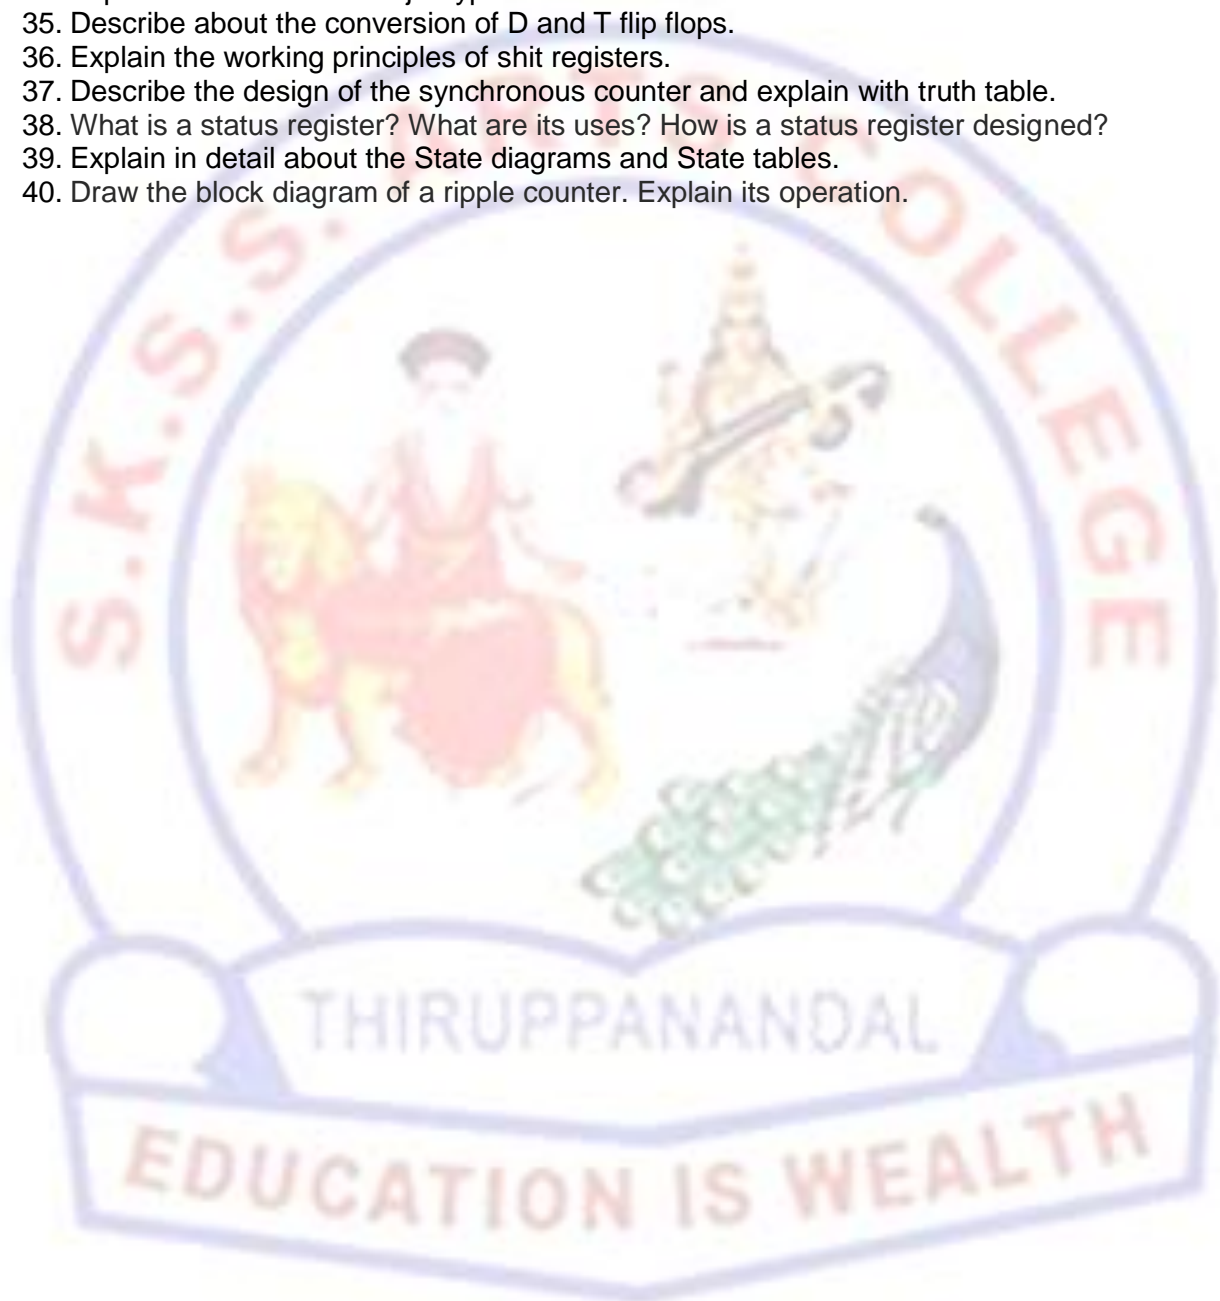 35. Describe about the conversion of D and T flip flops.
36. Explain the working principles of shit registers.
37. Describe the design of the synchronous counter and explain with truth table.
38. What is a status register? What are its uses? How is a status register designed?
39. Explain in detail about the State diagrams and State tables.
40. Draw the block diagram of a ripple counter. Explain its operation.
S.K.S.S. ARTS COLLEGE
THIRUPPANANDAL
EDUCATION IS WEALTH